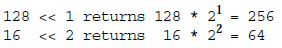 128 << 1 returns 128 * 2¹ = 256
16 << 2 returns 16 * 2² = 64